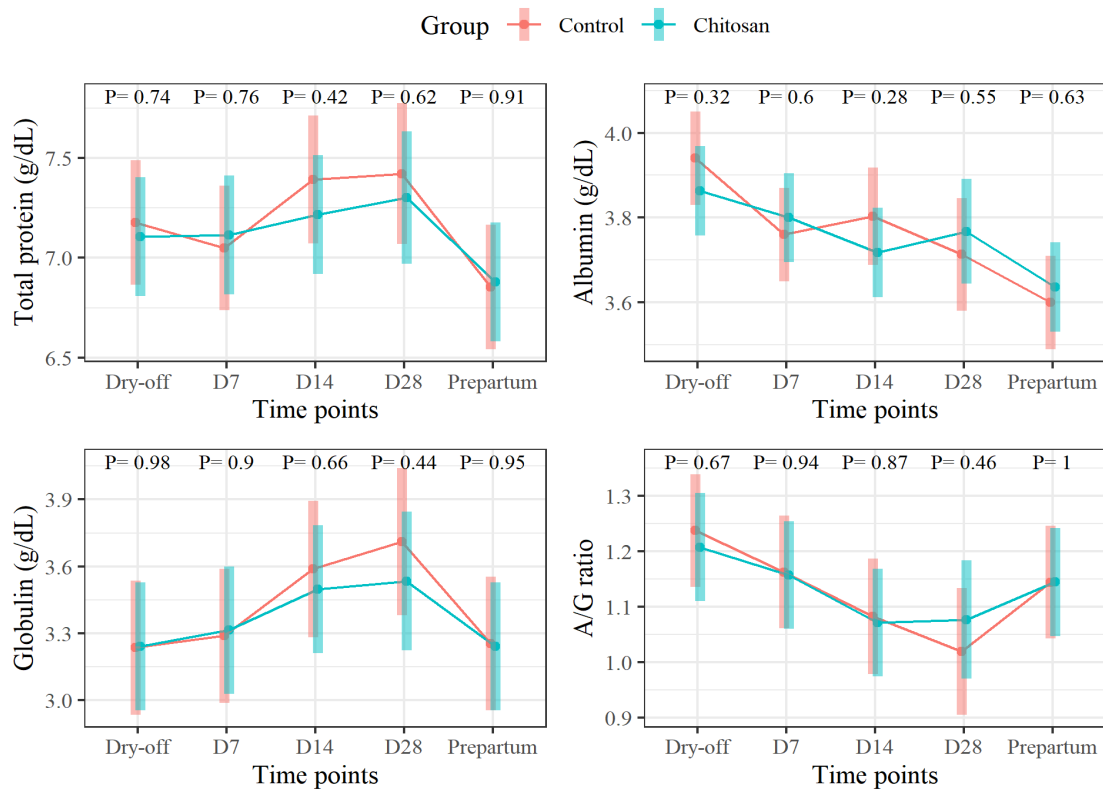 Group Control Chitosan
Total protein (g/dL)
P= 0.74 P= 0.76 P= 0.42 P= 0.62 P= 0.91
7.5
7.0
6.5
Dry-off D7 D14 D28 Prepartum
Time points
Albumin (g/dL)
P= 0.32 P= 0.6 P= 0.28 P= 0.55 P= 0.63
4.0
3.8
3.6
Dry-off D7 D14 D28 Prepartum
Time points
Globulin (g/dL)
P= 0.98 P= 0.9 P= 0.66 P= 0.44 P= 0.95
3.9
3.6
3.3
3.0
Dry-off D7 D14 D28 Prepartum
Time points
A/G ratio
P= 0.67 P= 0.94 P= 0.87 P= 0.46 P= 1
1.3
1.2
1.1
1.0
0.9
Dry-off D7 D14 D28 Prepartum
Time points